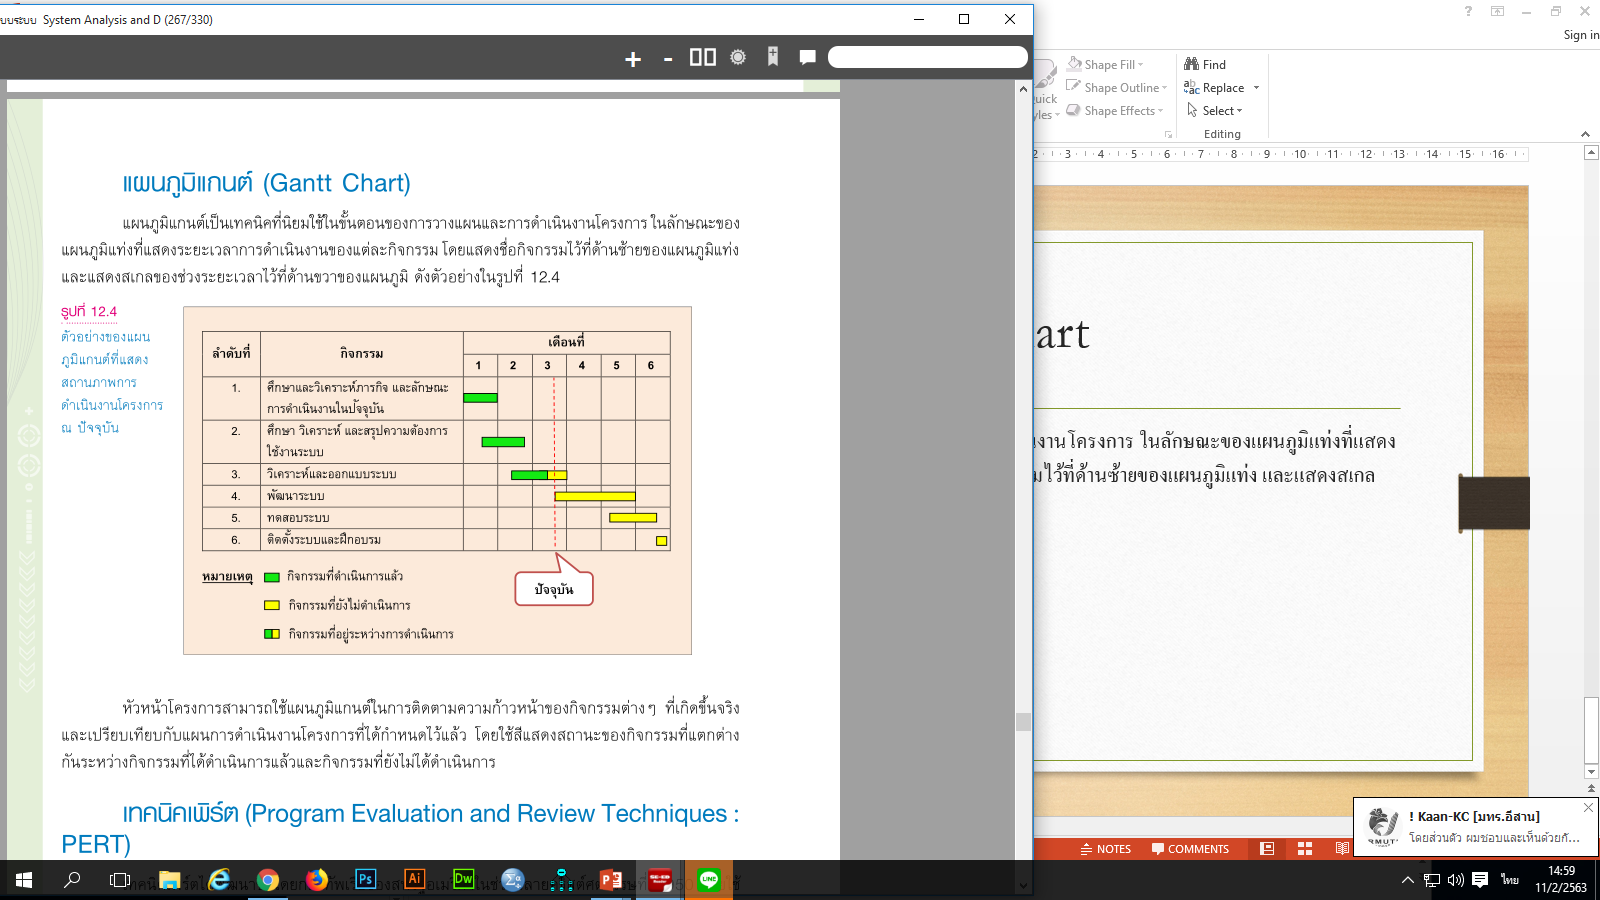 บบระบบ System Analysis and D (267/330)
แผนภูมิแกนต์ (Gantt Chart)
แผนภูมิแกนต์เป็นเทคนิคที่นิยมใช้ในขั้นตอนของการวางแผนและการดำเนินงานโครงการ ในลักษณะของ
แผนภูมิแท่งที่แสดงระยะเวลาการดำเนินงานของแต่ละกิจกรรม โดยแสดงชื่อกิจกรรมไว้ที่ด้านซ้ายของแผนภูมิแท่ง
และแสดงสเกลของช่วงระยะเวลาไว้ที่ด้านขวาของแผนภูมิ ดังตัวอย่างในรูปที่ 12.4
รูปที่ 12.4
ตัวอย่างของแผน
ภูมิแกนต์ที่แสดง
สถานภาพการ
ดำเนินงานโครงการ
ณ ปัจจุบัน
ลำดับที่ กิจกรรม เดือนที่
1 2 3 4 5 6
1. ศึกษาและวิเคราะห์ภารกิจ และลักษณะ
การดำเนินงานในปัจจุบัน
2. ศึกษา วิเคราะห์ และสรุปความต้องการ
ใช้งานระบบ
3. วิเคราะห์และออกแบบระบบ
4. พัฒนาระบบ
5. ทดสอบระบบ
6. ติดตั้งระบบและฝึกอบรม
หมายเหตุ กิจกรรมที่ดำเนินการแล้ว
ปัจจุบัน
กิจกรรมที่ยังไม่ดำเนินการ
กิจกรรมที่อยู่ระหว่างการดำเนินการ
หัวหน้าโครงการสามารถใช้แผนภูมิแกนต์ในการติดตามความก้าวหน้าของกิจกรรมต่างๆ ที่เกิดขึ้นจริง
และเปรียบเทียบกับแผนการดำเนินงานโครงการที่ได้กำหนดไว้แล้ว โดยใช้สีแสดงสถานะของกิจกรรมที่แตกต่าง
กันระหว่างกิจกรรมที่ได้ดำเนินการแล้วและกิจกรรมที่ยังไม่ได้ดำเนินการ
เทคนิคเพิร์ต (Program Evaluation and Review Techniques :
PERT)
Sign in
Shape Fill
Shape Outline
Shape Effects
Find
Replace
Select
Editing
2 3 4 5 6 7 8 9 10 11 12 13 14 15 16
art
งานโครงการ ในลักษณะของแผนภูมิแท่งที่แสดง
มไว้ที่ด้านซ้ายของแผนภูมิแท่ง และแสดงสเกล
NOTES COMMENTS
! Kaan-KC [มทร.อีสาน]
โดยส่วนตัว ผมชอบและเห็นด้วยกั...
Ps Ai Dw
LINE
ไทย
14:59
11/2/2563